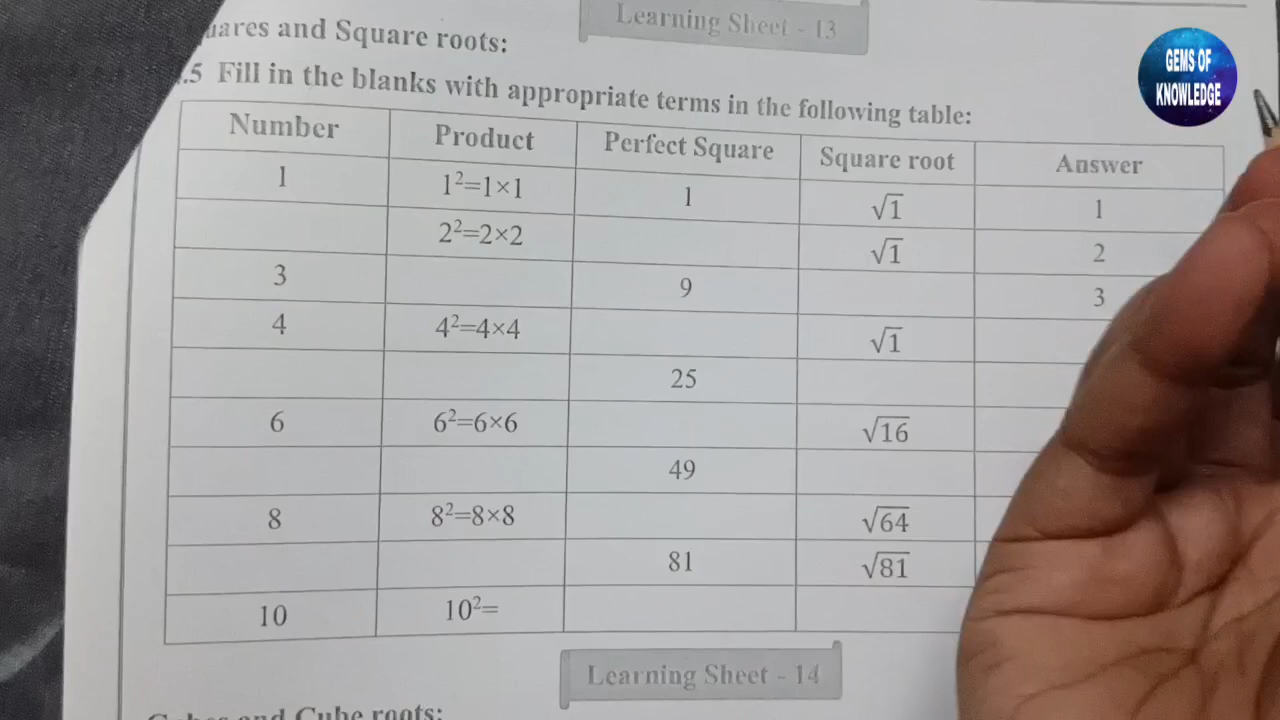 Learning Sheet - 13
and Square roots:
.5 Fill in the blanks with appropriate terms in the following table:
Number Product Perfect Square Square root Answer
1 1²=1×1 1 √1 1
2²=2×2 √1 2
3 9 3
4 4²=4×4 √1
25
6 6²=6×6 √16
49
8 8²=8×8 √64
81 √81
10 10²=
Learning Sheet - 14
and Cube roots:
GEMS OF
KNOWLEDGE